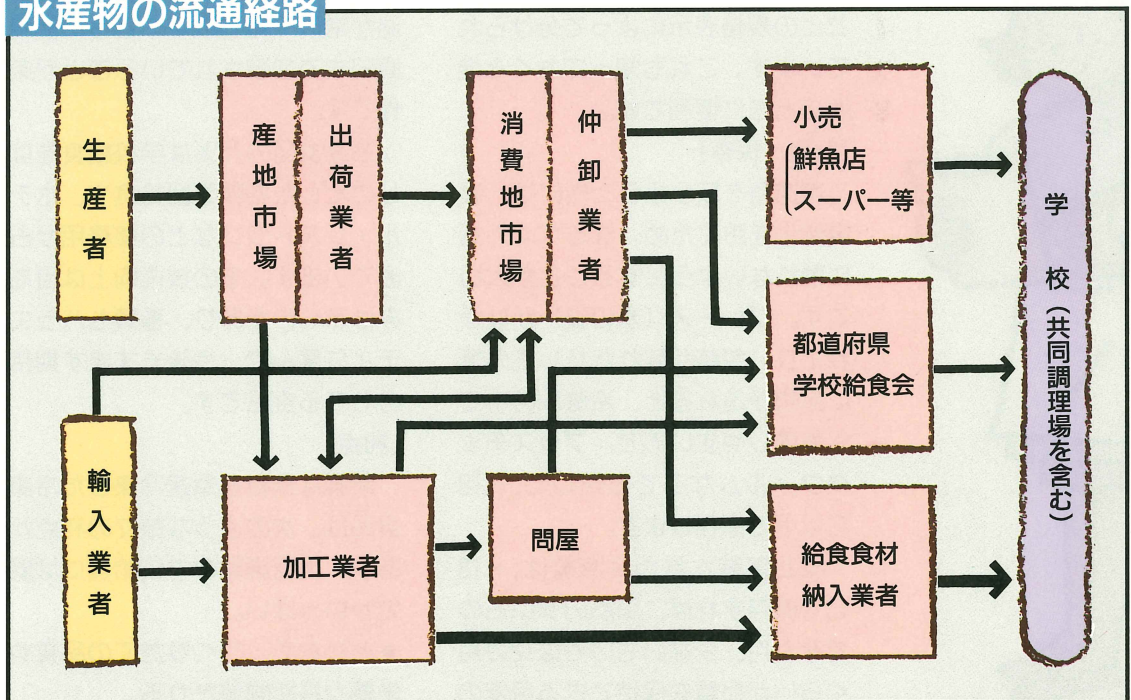 水産物の流通経路
生産者
産地市場
出荷業者
消費地市場
仲卸業者
小売
鮮魚店
スーパー等
都道府県
学校給食会
学校（共同調理場を含む）
輸入業者
加工業者
問屋
給食食材
納入業者